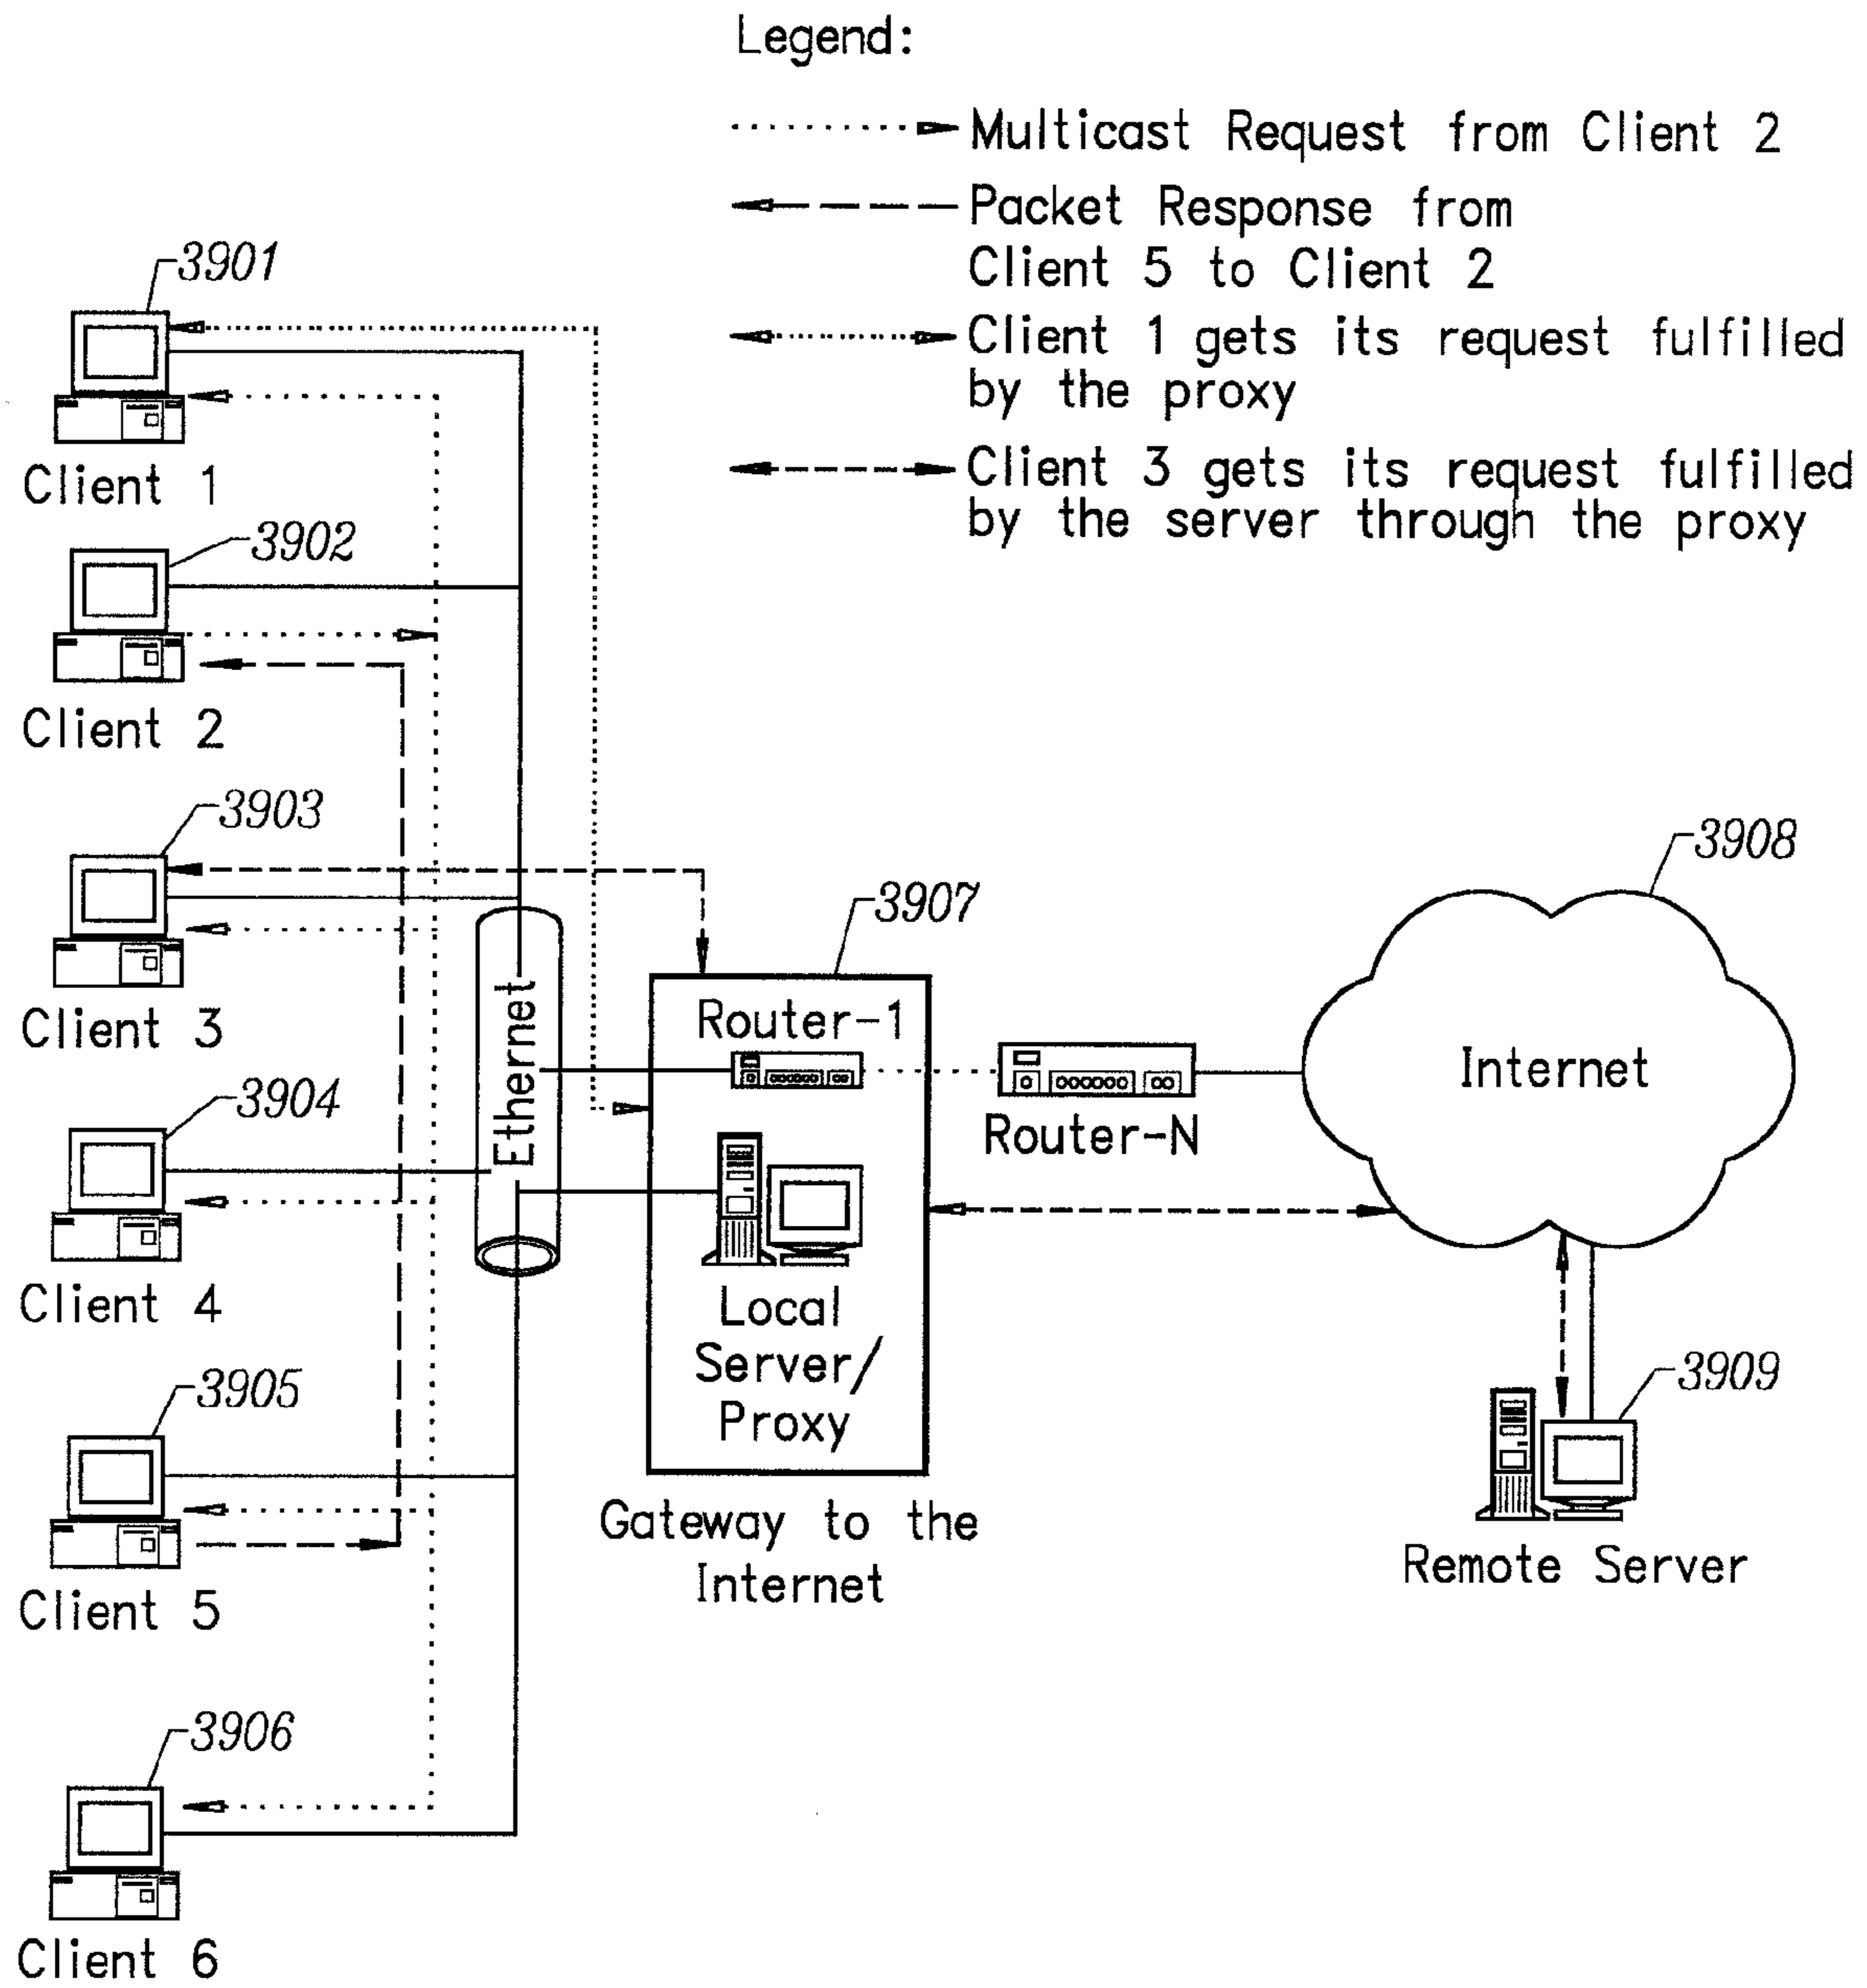 Legend:
Multicast Request from Client 2
Packet Response from
Client 5 to Client 2
Client 1 gets its request fulfilled
by the proxy
Client 3 gets its request fulfilled
by the server through the proxy
3901
Client 1
3902
Client 2
3903
Client 3
3904
Client 4
3905
Client 5
3906
Client 6
Ethernet
3907
Router-1
Local
Server/
Proxy
Gateway to the
Internet
Router-N
3908
Internet
3909
Remote Server